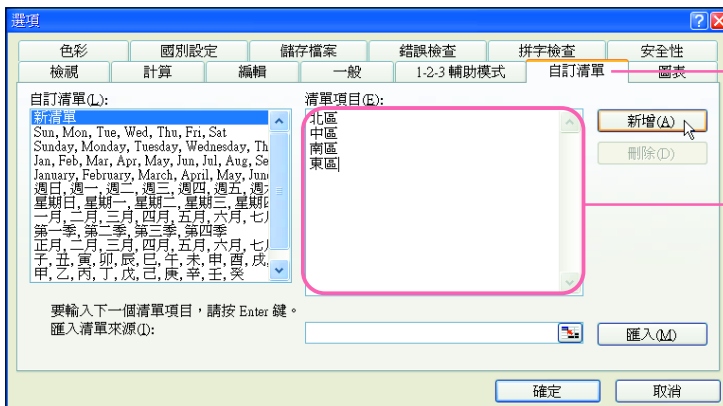 選項
色彩 國別設定 儲存檔案 錯誤檢查 拼字檢查 安全性
檢視 計算 編輯 一般 1-2-3 輔助模式 自訂清單 圖表
自訂清單(L): 清單項目(E):
新清單
Sun, Mon, Tue, Wed, Thu, Fri, Sat
Sunday, Monday, Tuesday, Wednesday, Th
Jan, Feb, Mar, Apr, May, Jun, Jul, Aug, Se
January, February, March, April, May, Jun
週日, 週一, 週二, 週三, 週四, 週五, 週
星期日, 星期一, 星期二, 星期三, 星期
一月, 二月, 三月, 四月, 五月, 六月, 七
第一季, 第二季, 第三季, 第四季
正月, 二月, 三月, 四月, 五月, 六月, 七
子, 丑, 寅, 卯, 辰, 巳, 午, 未, 申, 酉, 戌,
甲, 乙, 丙, 丁, 戊, 己, 庚, 辛, 壬, 癸
北區
中區
南區
東區
新增(A)
刪除(D)
要輸入下一個清單項目，請按 Enter 鍵。
匯入清單來源(I):
匯入(M)
確定 取消